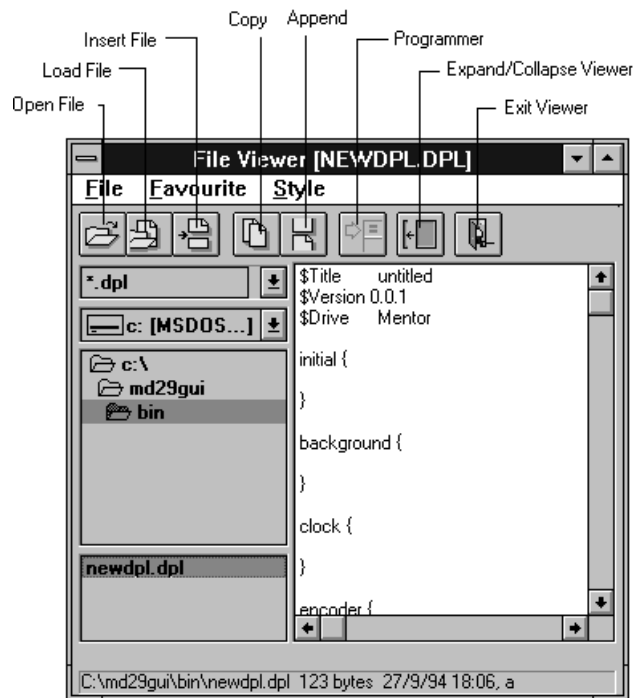 Copy Append
Insert File
Programmer
Load File
Expand/Collapse Viewer
Open File
Exit Viewer
File Viewer [NEWDPL.DPL]
File Favourite Style
*.dpl
c: [MSDOS...]
c:\
md29gui
bin
newdpl.dpl
$Title untitled
$Version 0.0.1
$Drive Mentor
initial {
}
background {
}
clock {
}
encoder {
C:\md29gui\bin\newdpl.dpl 123 bytes 27/9/94 18:06, a